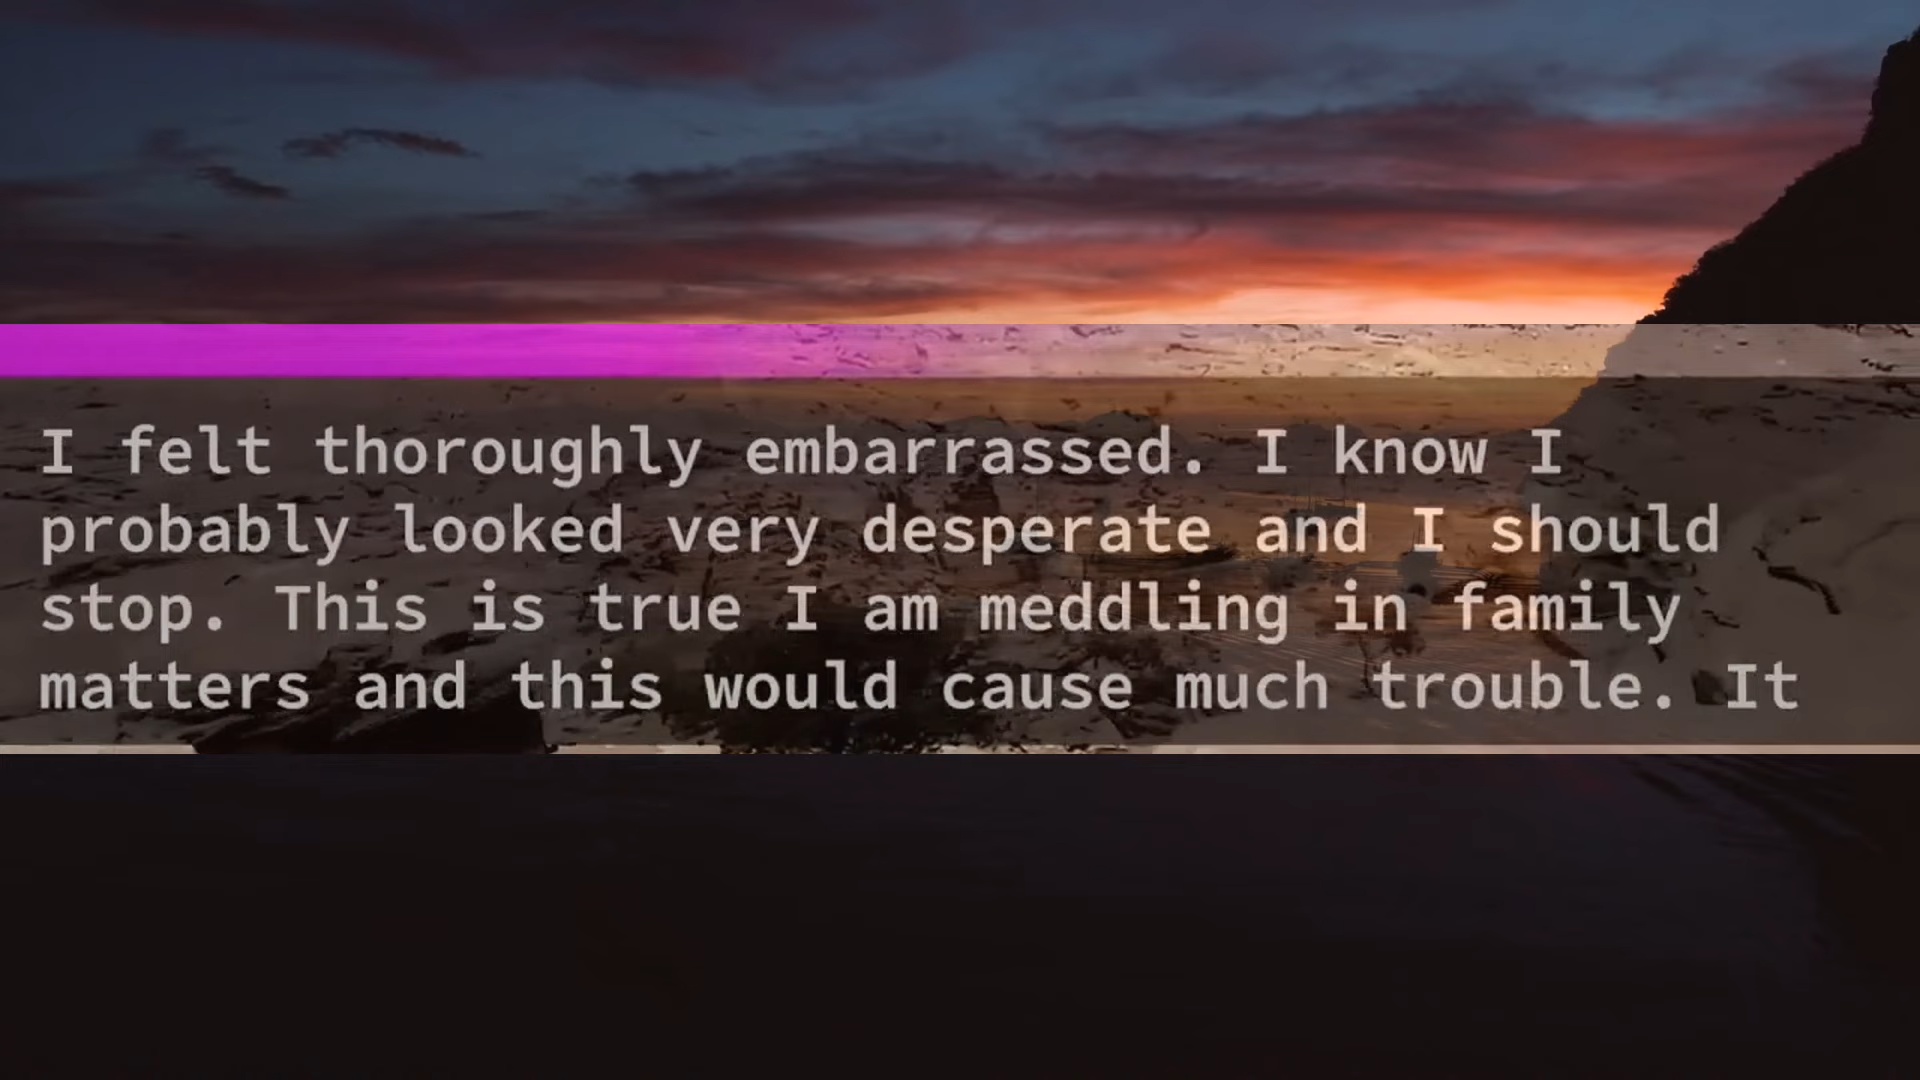 I felt thoroughly embarrassed. I know I
probably looked very desperate and I should
stop. This is true I am meddling in family
matters and this would cause much trouble. It